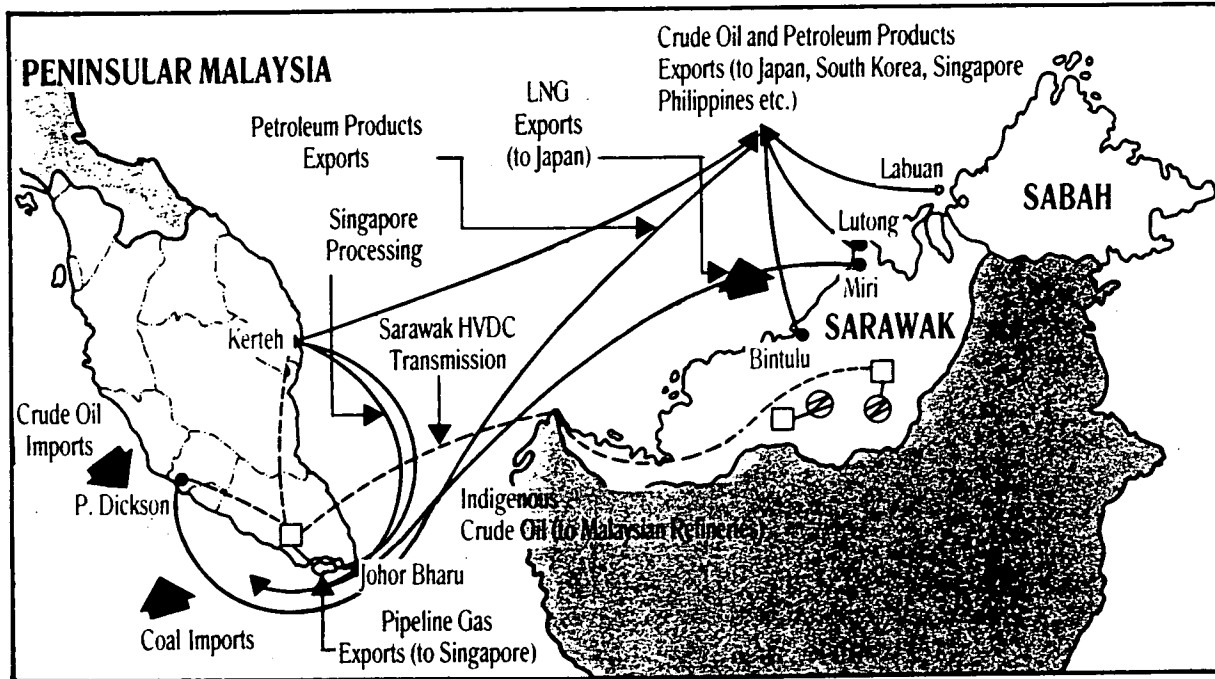 PENINSULAR MALAYSIA
Crude Oil and Petroleum Products
Exports (to Japan, South Korea, Singapore
Philippines etc.)
LNG
Exports
(to Japan)
Petroleum Products
Exports
Singapore
Processing
Labuan
SABAH
Lutong
Miri
SARAWAK
Kerteh
Sarawak HVDC
Transmission
Bintulu
Crude Oil
Imports
P. Dickson
Indigenous
Crude Oil (to Malaysian Refineries)
Johor Bharu
Coal Imports
Pipeline Gas
Exports (to Singapore)